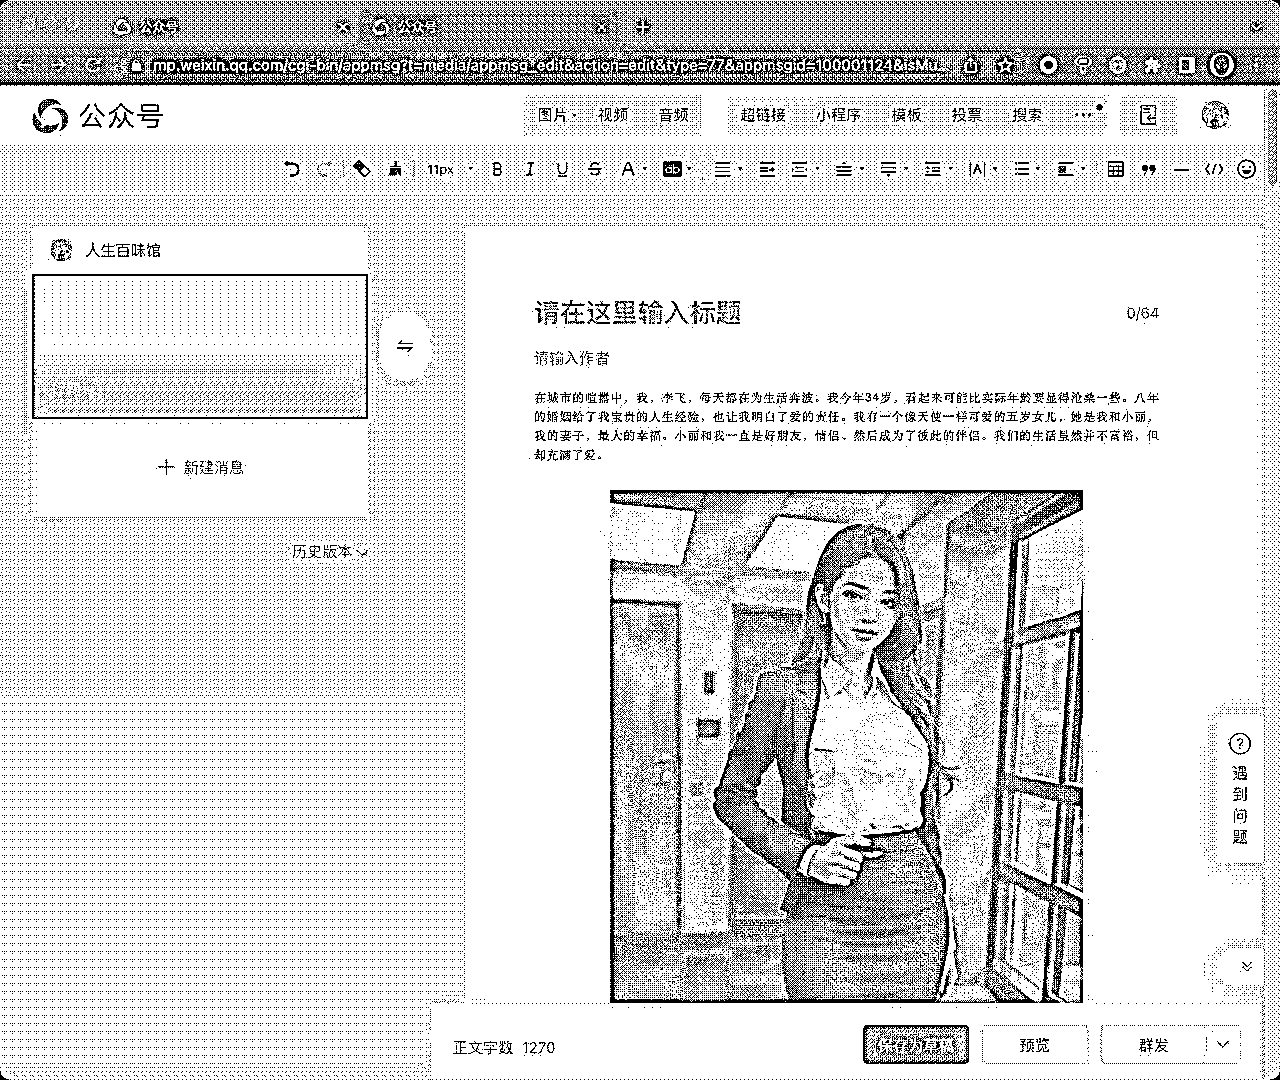 公众号
公众号
mp.weixin.qq.com/cgi-bin/appmsg?t=media/appmsg_edit&action=edit&type=77&appmsgid=100001124&isMu...
公众号
图片 视频 音频 超链接 小程序 模板 投票 搜索 ...
11px B I U S A ab |A| </>
人生百味馆
新建消息
历史版本
请在这里输入标题 0/64
请输入作者
在城市的喧嚣中，我，李飞，每天都在为生活奔波。我今年34岁，看起来可能比实际年龄要显得沧桑一些。八年
的婚姻给了我宝贵的人生经验，也让我明白了爱的责任。我有一个像天使一样可爱的五岁女儿，她是我和小丽，
我的妻子，最大的幸福。小丽和我一直是好朋友，情侣、然后成为了彼此的伴侣。我们的生活虽然并不富裕，但
却充满了爱。
遇到问题
正文字数 1270
保存为草稿 预览 群发